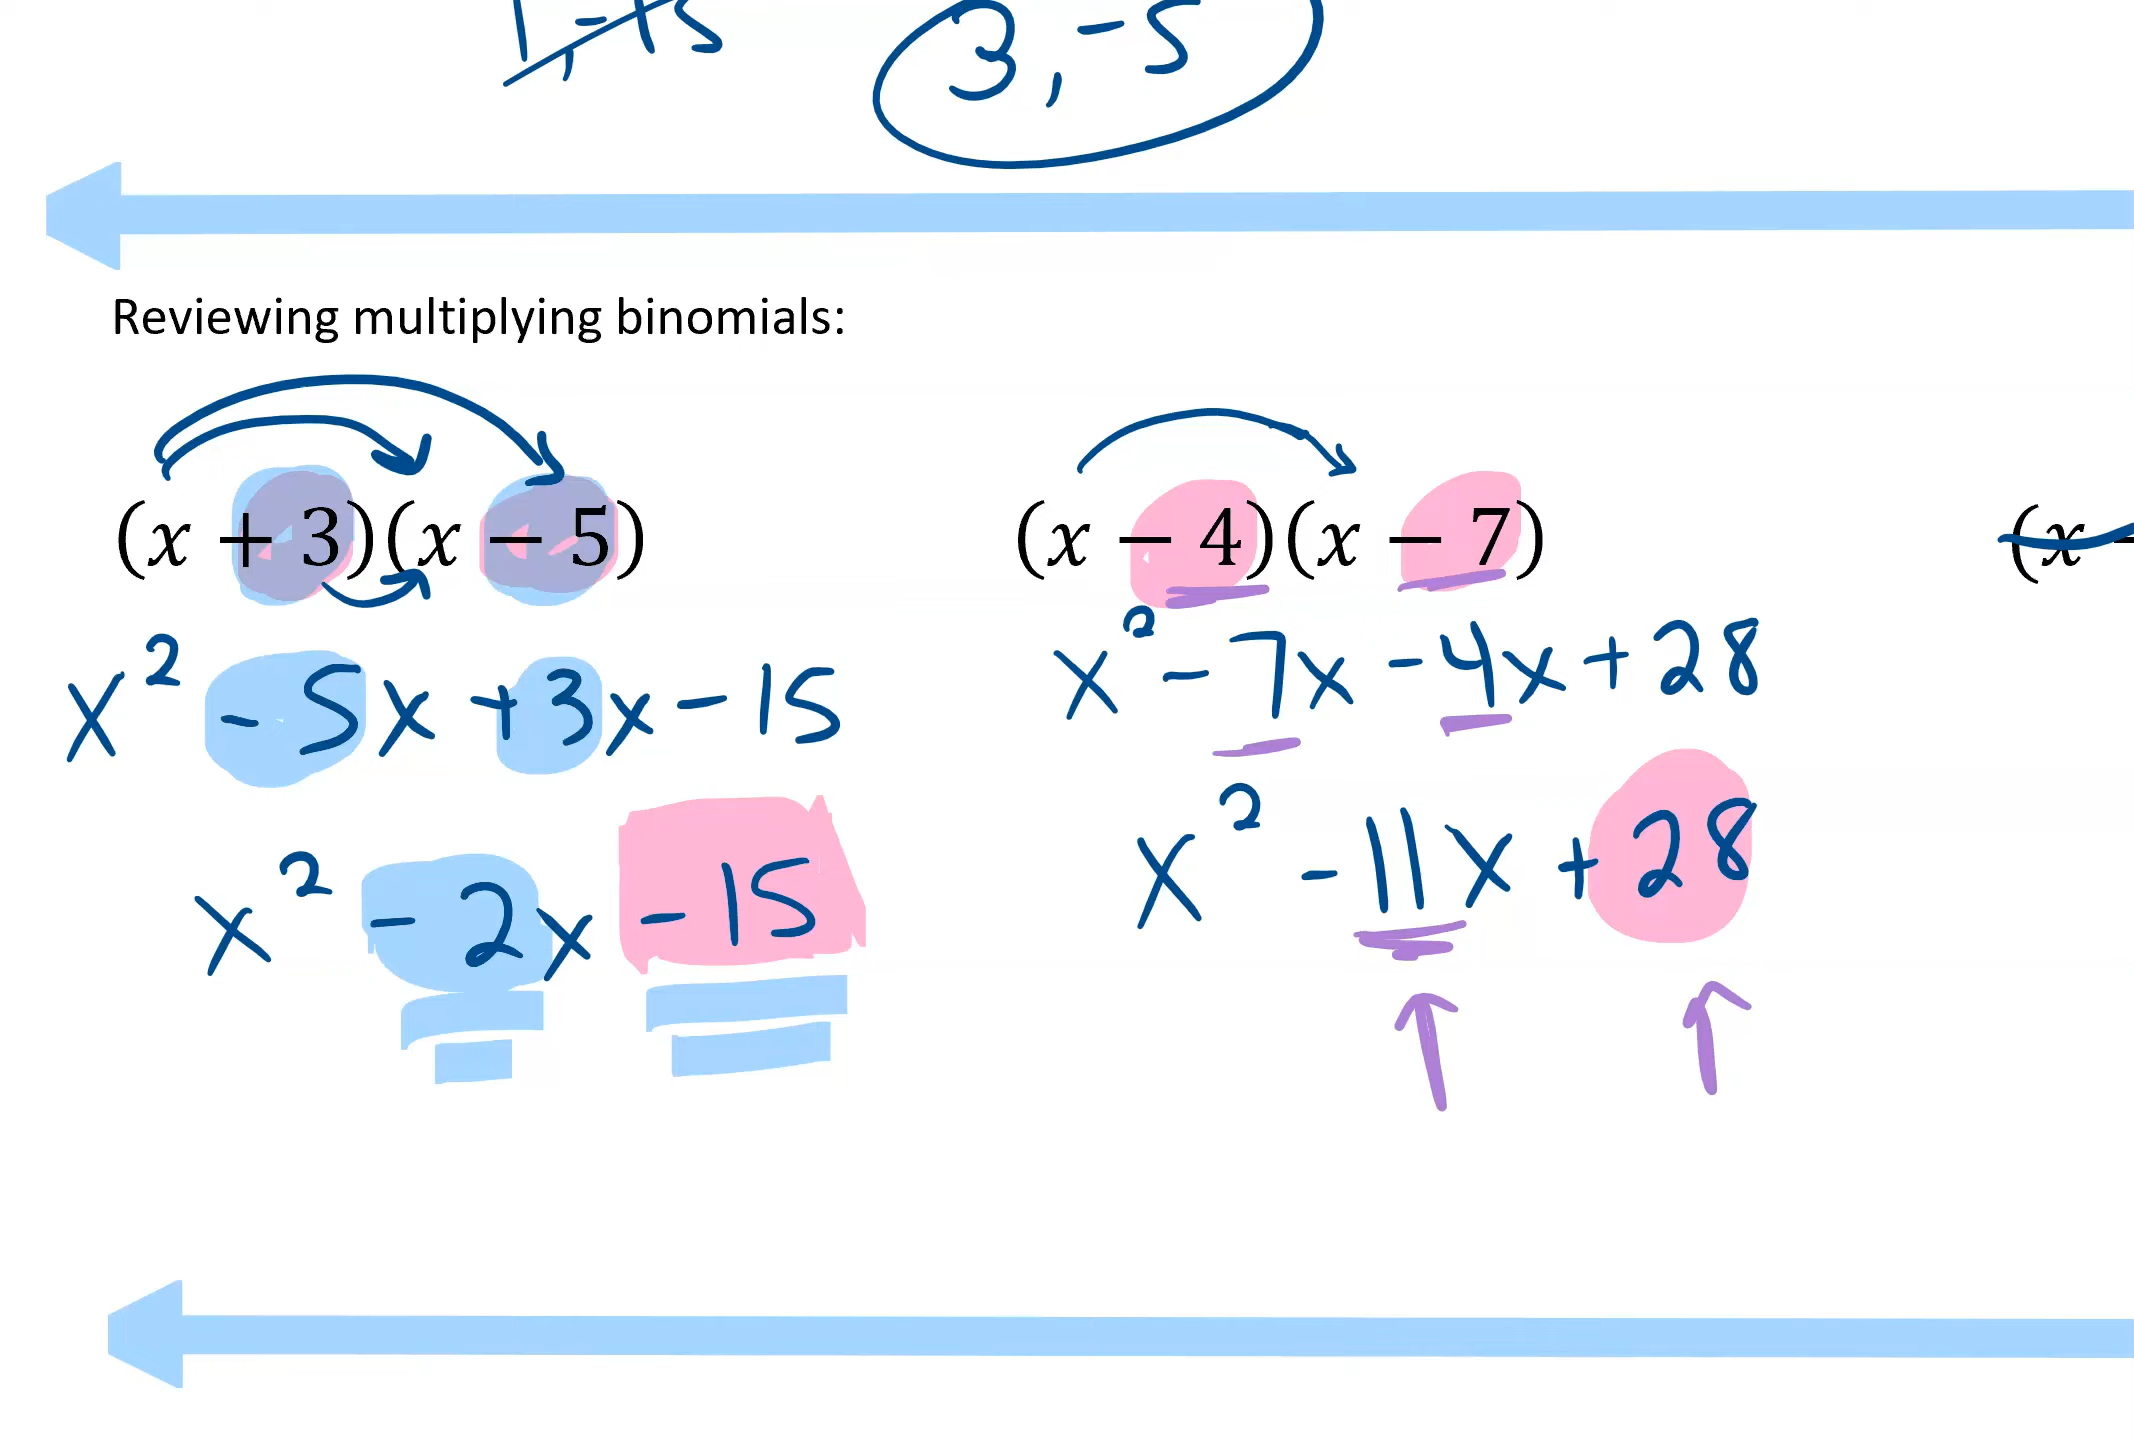 1, -15 3, -5
Reviewing multiplying binomials:
(x + 3)(x − 5) (x − 4)(x − 7) (x −
x² - 5x + 3x - 15 x² - 7x - 4x + 28
x² - 2x - 15 x² - 11x + 28